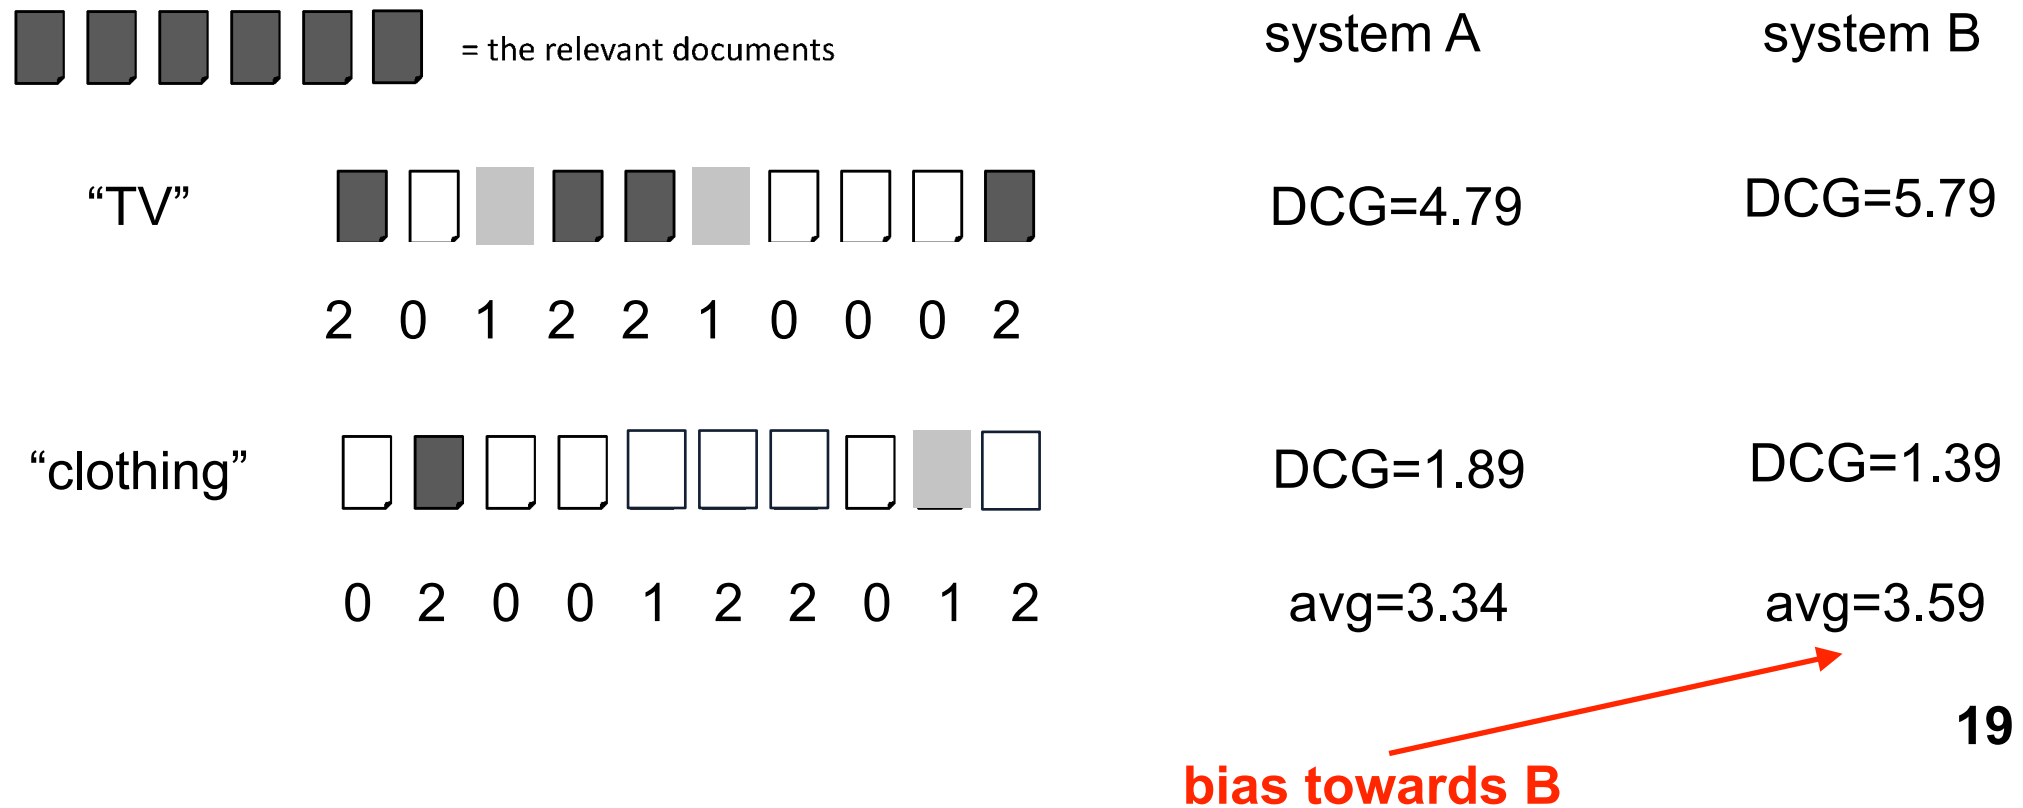 = the relevant documents
system A
system B
“TV”
DCG=4.79
DCG=5.79
2 0 1 2 2 1 0 0 0 2
“clothing”
DCG=1.89
DCG=1.39
0 2 0 0 1 2 2 0 1 2
avg=3.34
avg=3.59
19
bias towards B